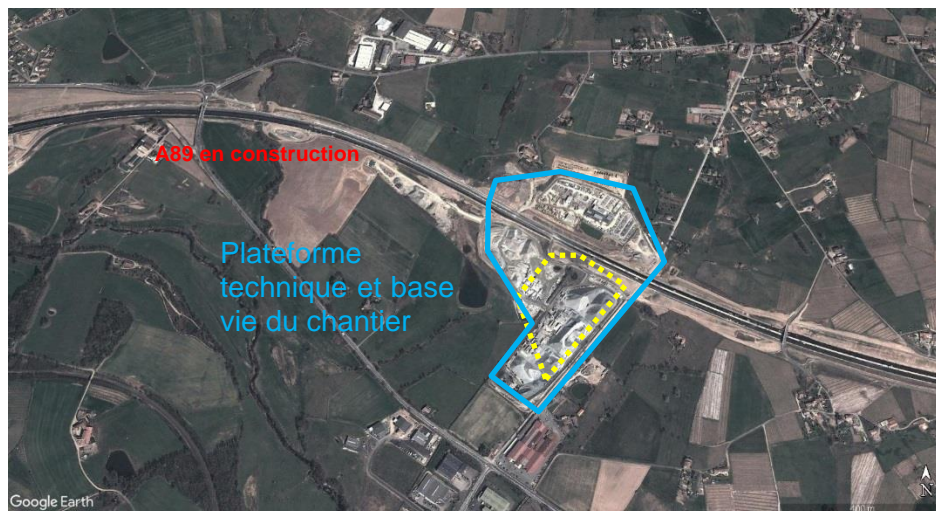 A89 en construction
Plateforme
technique et base
vie du chantier
Google Earth
N